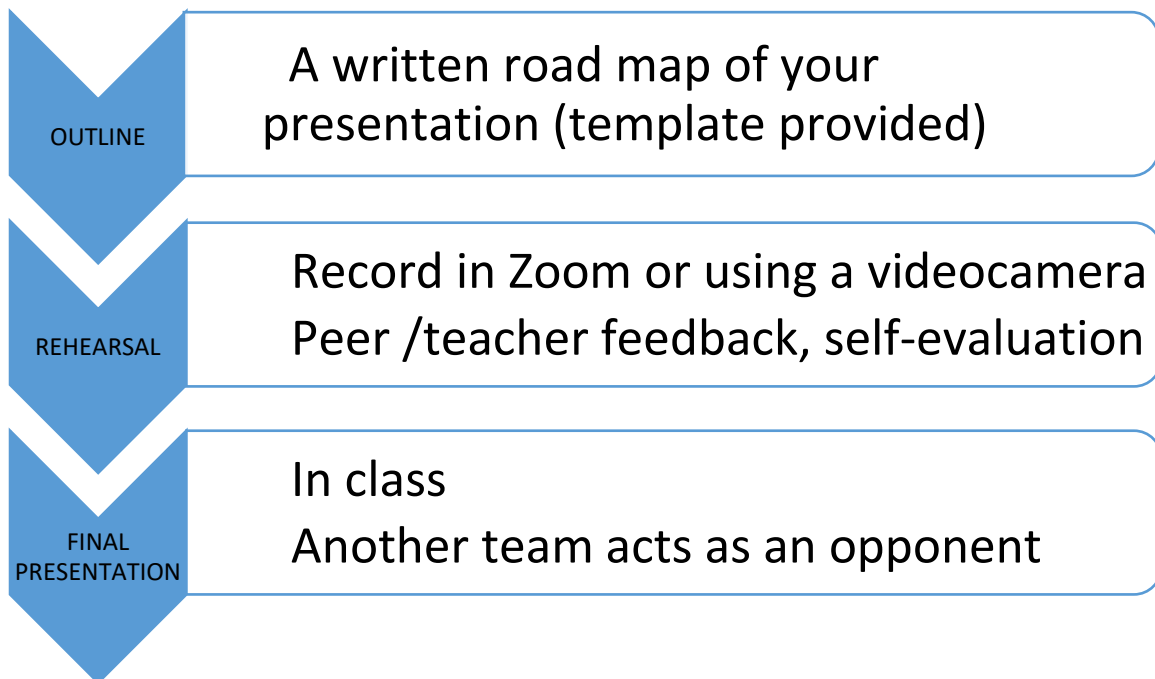 OUTLINE
A written road map of your
presentation (template provided)
REHEARSAL
Record in Zoom or using a videocamera
Peer /teacher feedback, self-evaluation
FINAL
PRESENTATION
In class
Another team acts as an opponent